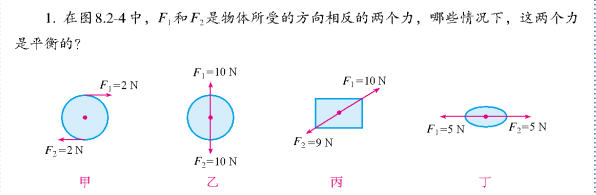 1. 在图8.2-4中，F₁和F₂是物体所受的方向相反的两个力，哪些情况下，这两个力
是平衡的？
F₁=2 N
F₂=2 N
甲
F₁=10 N
F₂=10 N
乙
F₁=10 N
F₂=9 N
丙
F₁=5 N
F₂=5 N
丁